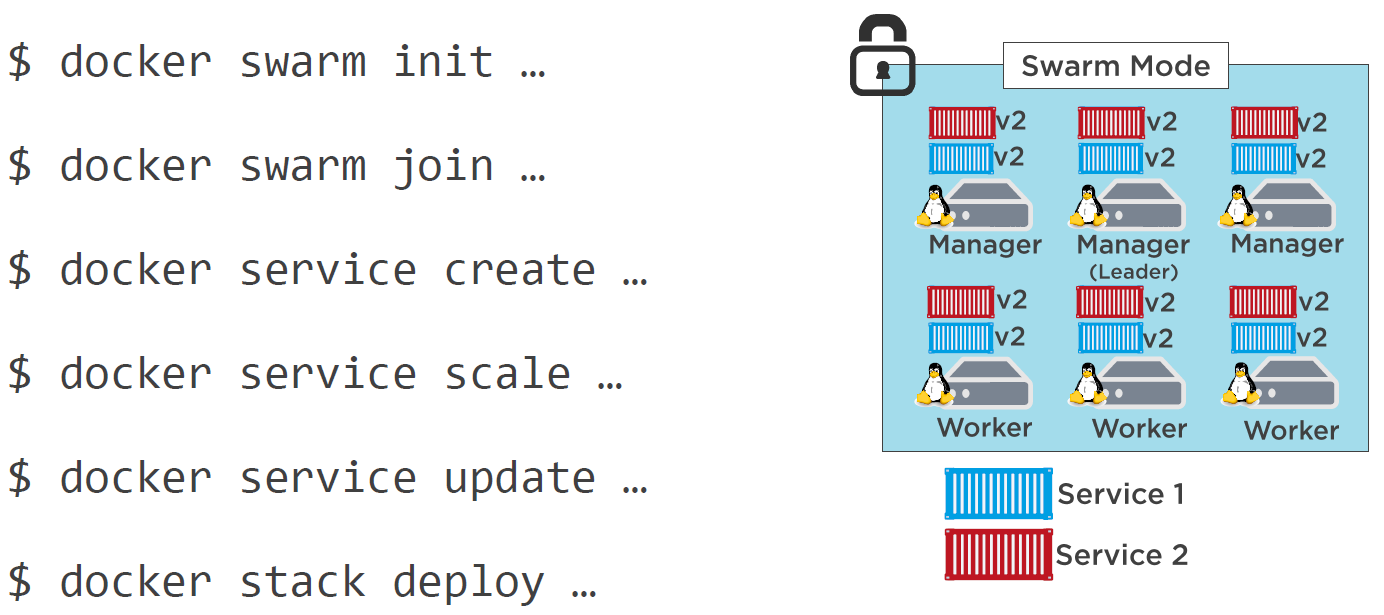 $ docker swarm init …
$ docker swarm join …
$ docker service create …
$ docker service scale …
$ docker service update …
$ docker stack deploy …
Swarm Mode
v2 v2 v2
v2 v2 v2
Manager Manager Manager
(Leader)
v2 v2 v2
v2 v2 v2
Worker Worker Worker
Service 1
Service 2